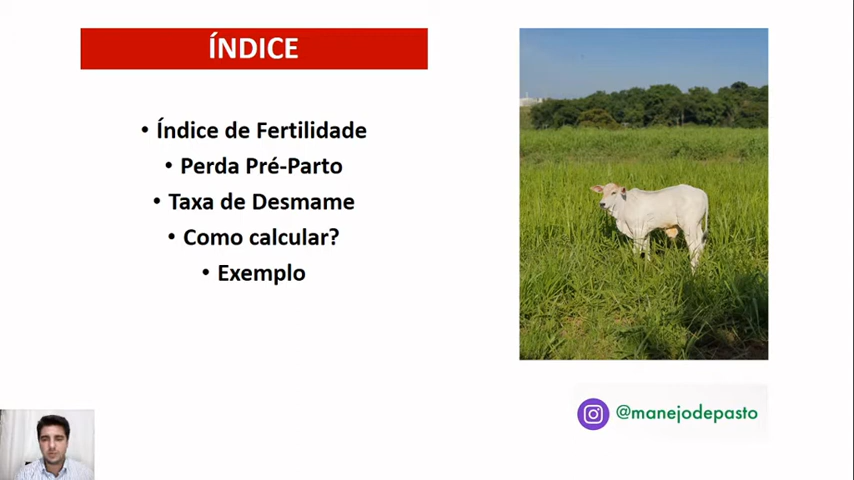 ÍNDICE
• Índice de Fertilidade
• Perda Pré-Parto
• Taxa de Desmame
• Como calcular?
• Exemplo
@manejodepasto